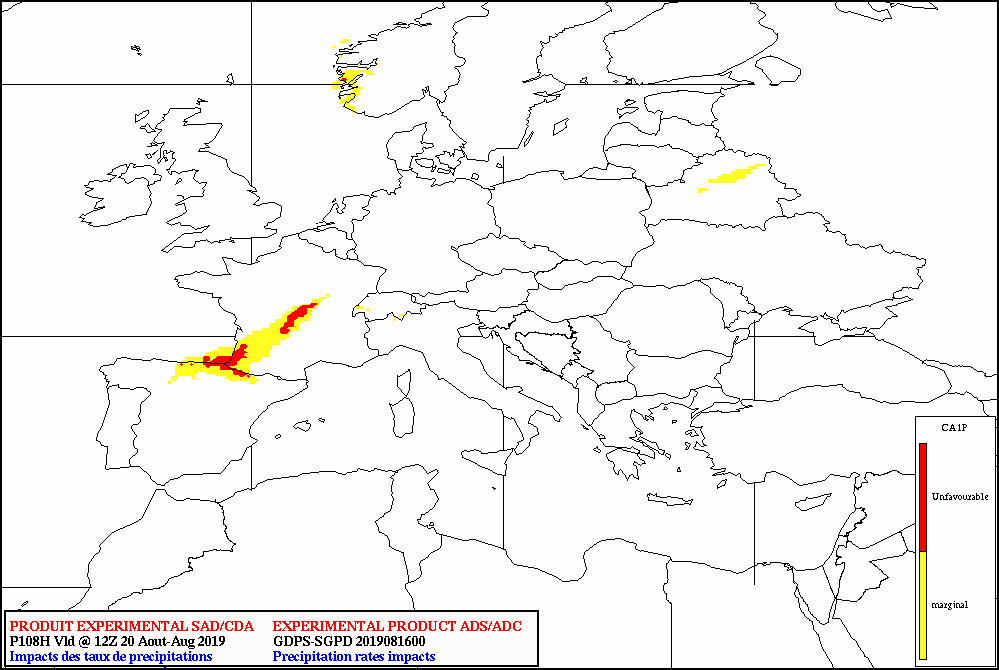 CA1P
Unfavourable
marginal
PRODUIT EXPERIMENTAL SAD/CDA EXPERIMENTAL PRODUCT ADS/ADC
P108H Vld @ 12Z 20 Aout-Aug 2019 GDPS-SGPD 2019081600
Impacts des taux de precipitations Precipitation rates impacts